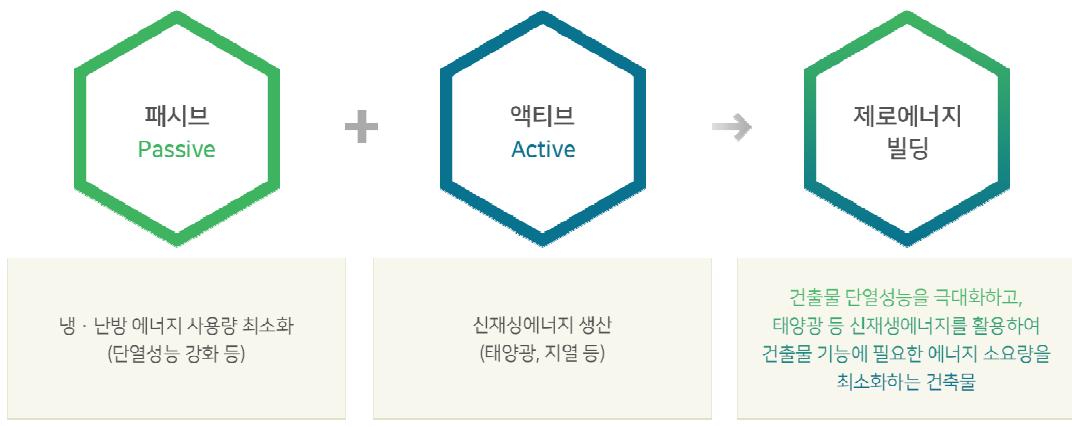 패시브
Passive
액티브
Active
제로에너지
빌딩
냉 · 난방 에너지 사용량 최소화
(단열성능 강화 등)
신재싱에너지 생산
(태양광, 지열 등)
건출물 단열성능을 극대화하고,
태양광 등 신재생에너지를 활용하여
건출물 기능에 필요한 에너지 소요량을
최소화하는 건축물